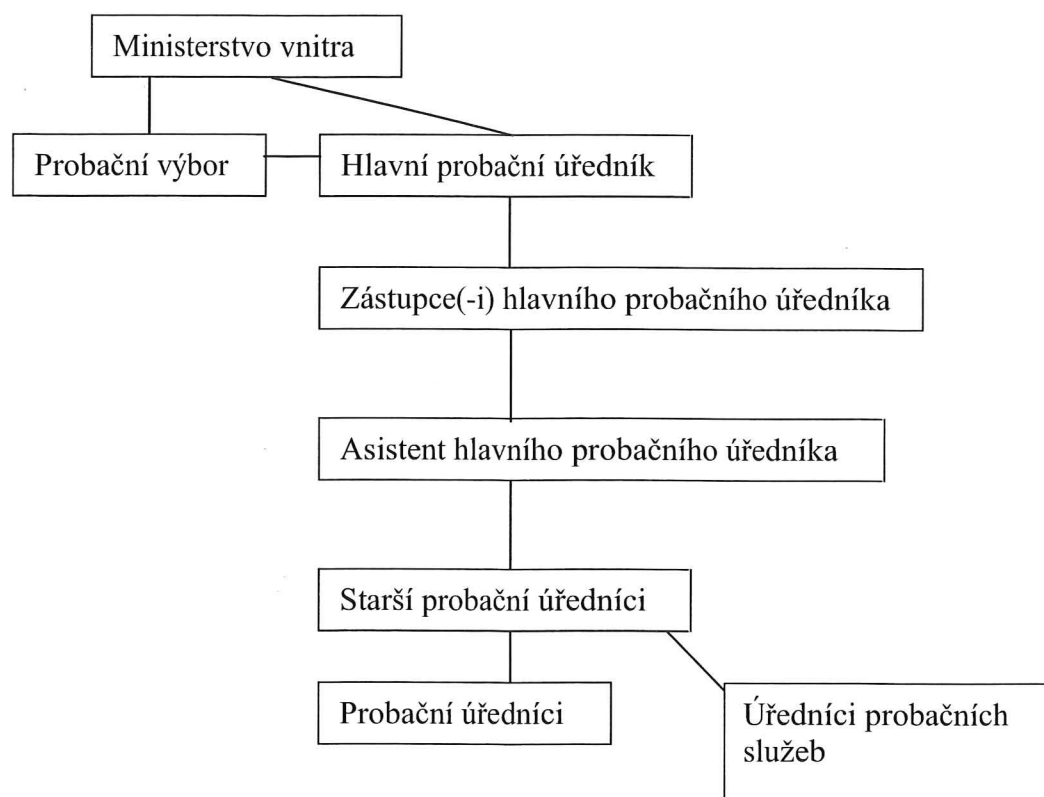 Ministerstvo vnitra
Probační výbor
Hlavní probační úředník
Zástupce(-i) hlavního probačního úředníka
Asistent hlavního probačního úředníka
Starší probační úředníci
Probační úředníci
Úředníci probačních
služeb